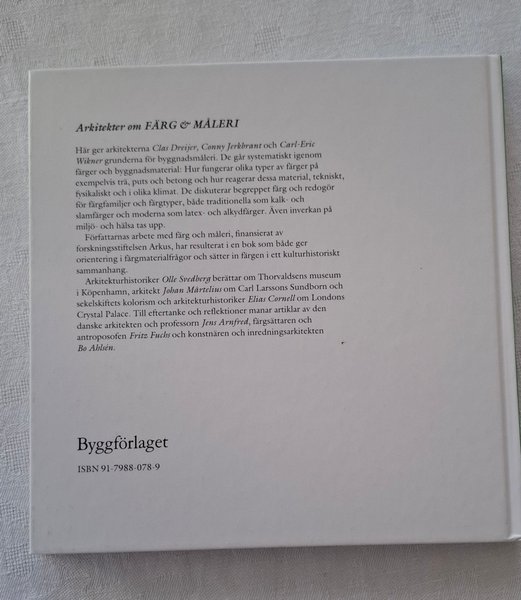 Arkitekter om FÄRG & MÅLERI
Här ger arkitekterna Clas Dreijer, Conny Jerkbrant och Carl-Eric
Wikner grunderna för byggnadsmåleri. De går systematiskt igenom
färger och byggnadsmaterial: Hur fungerar olika typer av färger på
exempelvis trä, puts och betong och hur reagerar dessa material, tekniskt,
fysikaliskt och i olika klimat. De diskuterar begreppet färg och redogör
för färgfamiljer och färgtyper, både traditionella som kalk- och
slamfärger och moderna som latex- och alkydfärger. Även inverkan på
miljö- och hälsa tas upp.
Författarnas arbete med färg och måleri, finansierat av
forskningsstiftelsen Arkus, har resulterat i en bok som både ger
orientering i färgmaterialfrågor och sätter in färgen i ett kulturhistoriskt
sammanhang.
Arkitekturhistoriker Olle Svedberg berättar om Thorvaldsens museum
i Köpenhamn, arkitekt Johan Mårtelius om Carl Larssons Sundborn och
sekelskiftets kolorism och arkitekturhistoriker Elias Cornell om Londons
Crystal Palace. Till eftertanke och reflektioner manar artiklar av den
danske arkitekten och professorn Jens Arnfred, färgsättaren och
antroposofen Fritz Fuchs och konstnären och inredningsarkitekten
Bo Ahlsén.
Byggförlaget
ISBN 91-7988-078-9